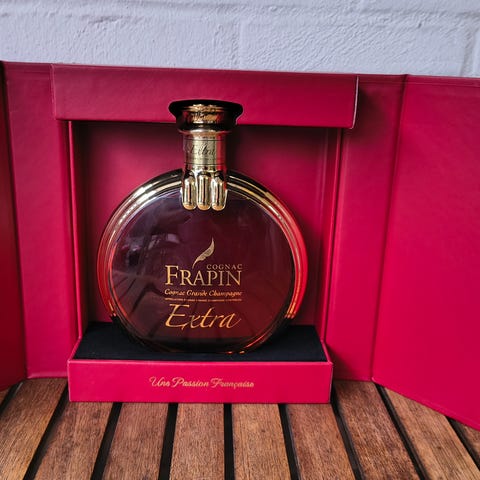 Extra
COGNAC
FRAPIN
Cognac Grande Champagne
Extra
Une Passion Française